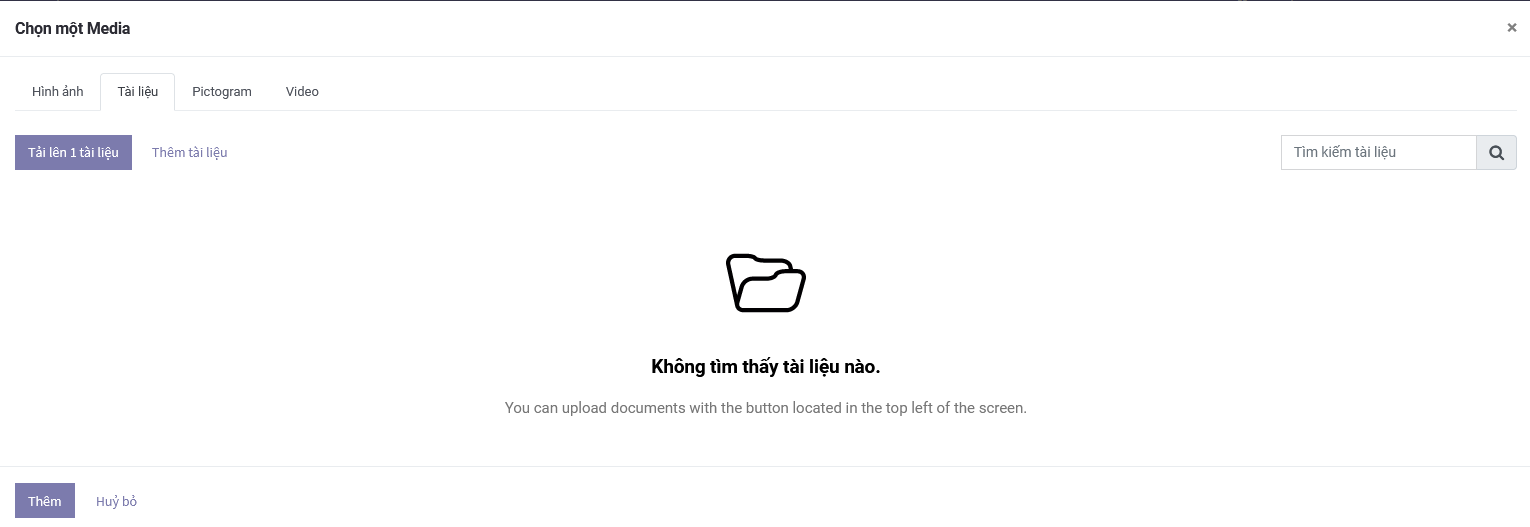 Chọn một Media
×
Hình ảnh
Tài liệu
Pictogram
Video
Tải lên 1 tài liệu
Thêm tài liệu
Tìm kiếm tài liệu
Không tìm thấy tài liệu nào.
You can upload documents with the button located in the top left of the screen.
Thêm
Huỷ bỏ